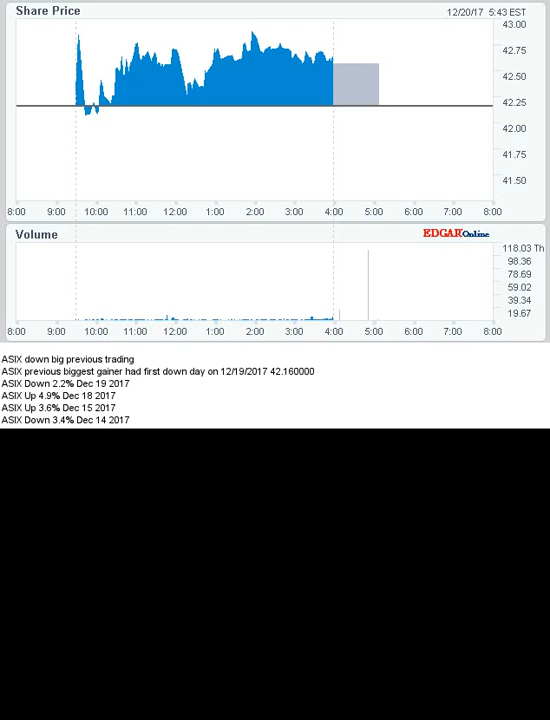 Share Price
12/20/17 5:43 EST
43.00
42.75
42.50
42.25
42.00
41.75
41.50
8:00 9:00 10:00 11:00 12:00 1:00 2:00 3:00 4:00 5:00 6:00 7:00 8:00
Volume
EDGAROnline
118.03 Th
98.36
78.69
59.02
39.34
19.67
8:00 9:00 10:00 11:00 12:00 1:00 2:00 3:00 4:00 5:00 6:00 7:00 8:00
ASIX down big previous trading
ASIX previous biggest gainer had first down day on 12/19/2017 42.160000
ASIX Down 2.2% Dec 19 2017
ASIX Up 4.9% Dec 18 2017
ASIX Up 3.6% Dec 15 2017
ASIX Down 3.4% Dec 14 2017